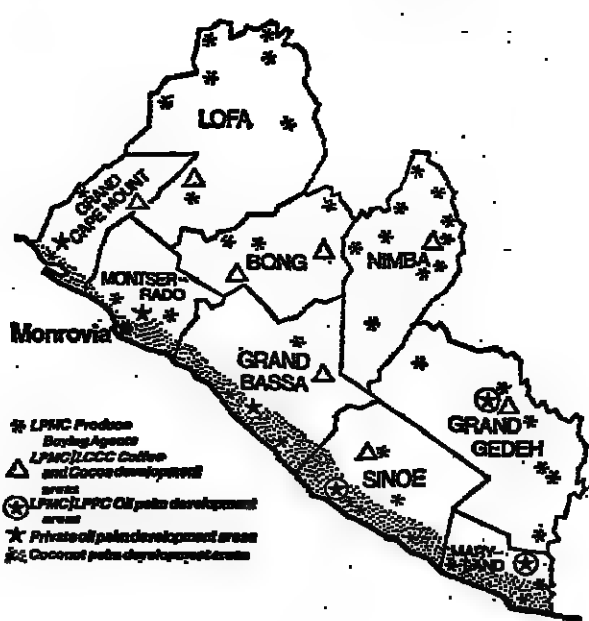 LOFA
GRAND
CAPE MOUNT
BONG
NIMBA
MONTSER-
RADO
Monrovia
GRAND
BASSA
GRAND
GEDEH
SINOE
MARY-
LAND
LPMC Produce
Buying Agents
LPMC/LCCC Coffee
and Cocoa development
areas
LPMC/LPPC Oil palm development
areas
Private oil palm development areas
Coconut palm development areas